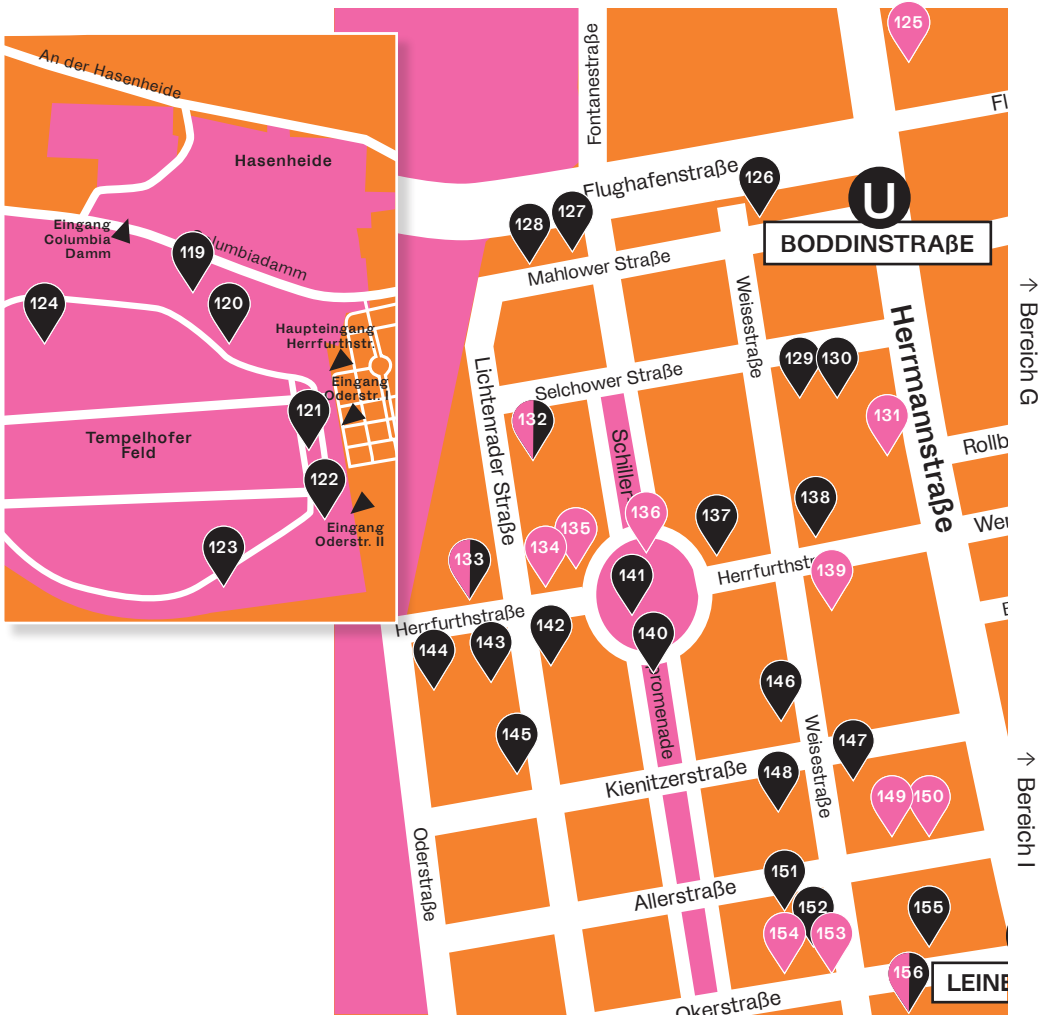 An der Hasenheide
Hasenheide
Eingang
Columbia
Damm
Columbiadamm
119
120
124
Haupteingang
Herrfurthstr.
Eingang
Oderstr. I
121
Tempelhofer
Feld
122
Eingang
Oderstr. II
123
Fontanestraße
125
Fl
Flughafenstraße
126
127
128
U
BODDINSTRAßE
Mahlower Straße
Weisestraße
↑ Bereich G
Herrmannstraße
129
130
Selchower Straße
131
132
Lichtenrader Straße
Schiller-
Rollb
138
136
137
135
134
133
Wer
Herrfurthstr
139
141
140
Herrfurthstraße
142
143
144
promenade
146
145
147
Weisestraße
Kienitzerstraße
148
149
150
↑ Bereich I
Oderstraße
151
Allerstraße
152
155
154
153
156
LEINE
Okerstraße